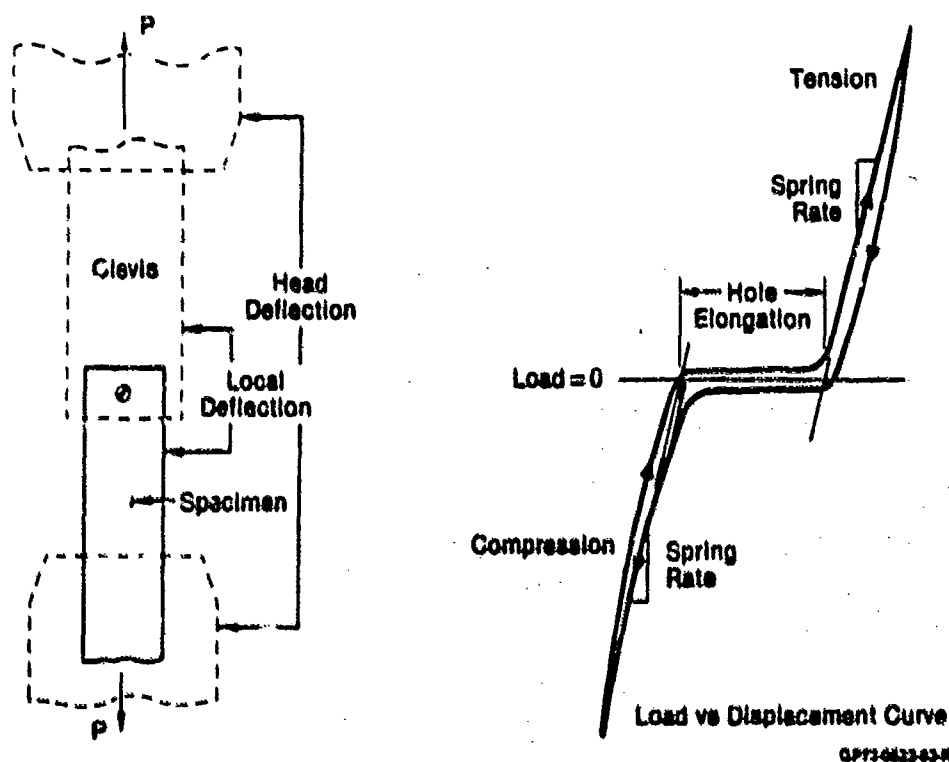 P
Clevis
Head
Deflection
Local
Deflection
Specimen
P
Tension
Spring
Rate
Hole
Elongation
Load = 0
Compression
Spring
Rate
Load vs Displacement Curve